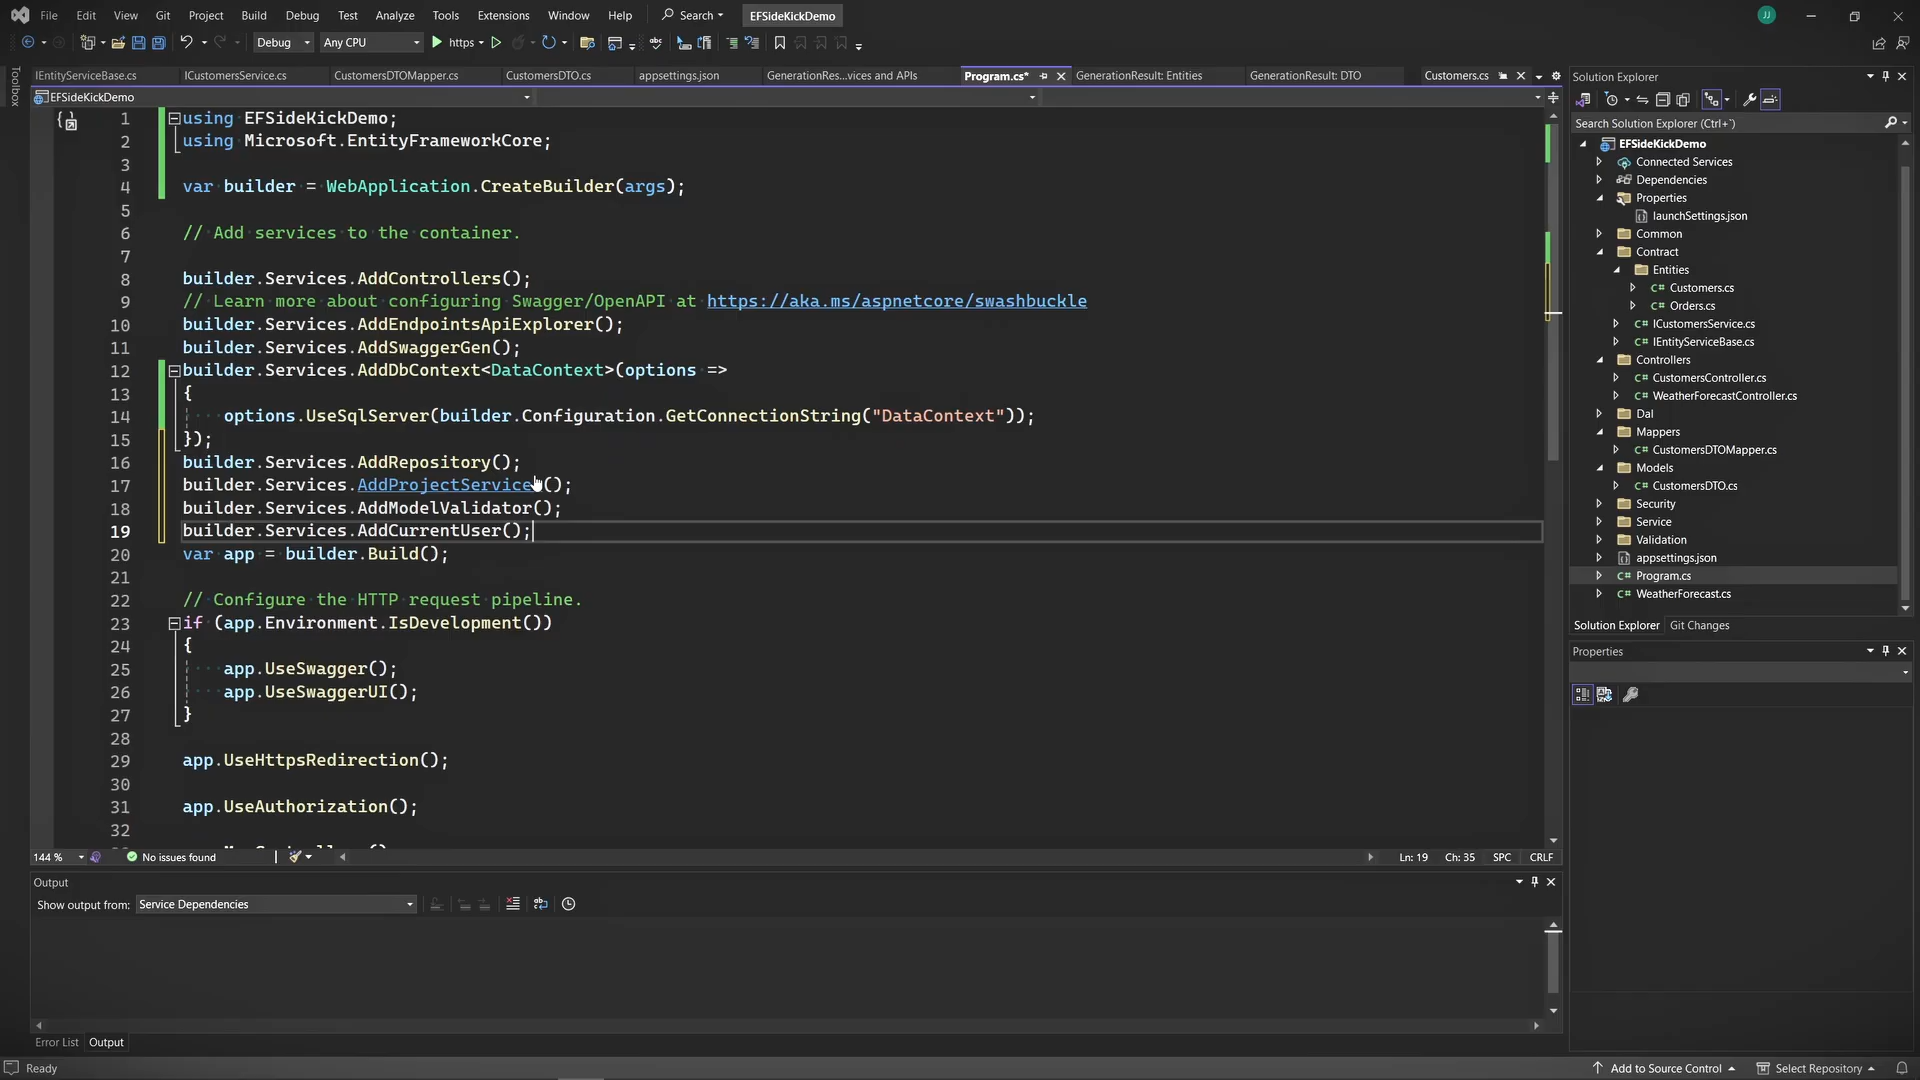 File Edit View Git Project Build Debug Test Analyze Tools Extensions Window Help Search EFSideKickDemo JJ
Debug Any CPU https
IEntityServiceBase.cs ICustomersService.cs CustomersDTOMapper.cs CustomersDTO.cs appsettings.json GenerationRes...vices and APIs Program.cs* GenerationResult: Entities GenerationResult: DTO Customers.cs
Toolbox
EFSideKickDemo
1 using EFSideKickDemo;
2 using Microsoft.EntityFrameworkCore;
3
4 var builder = WebApplication.CreateBuilder(args);
5
6 // Add services to the container.
7
8 builder.Services.AddControllers();
9 // Learn more about configuring Swagger/OpenAPI at https://aka.ms/aspnetcore/swashbuckle
10 builder.Services.AddEndpointsApiExplorer();
11 builder.Services.AddSwaggerGen();
12 builder.Services.AddDbContext<DataContext>(options =>
13 {
14 options.UseSqlServer(builder.Configuration.GetConnectionString("DataContext"));
15 });
16 builder.Services.AddRepository();
17 builder.Services.AddProjectService();
18 builder.Services.AddModelValidator();
19 builder.Services.AddCurrentUser();
20 var app = builder.Build();
21
22 // Configure the HTTP request pipeline.
23 if (app.Environment.IsDevelopment())
24 {
25 app.UseSwagger();
26 app.UseSwaggerUI();
27 }
28
29 app.UseHttpsRedirection();
30
31 app.UseAuthorization();
32
144 % No issues found Ln: 19 Ch: 35 SPC CRLF
Output
Show output from: Service Dependencies
Error List Output
Ready
Solution Explorer
Search Solution Explorer (Ctrl+¨)
EFSideKickDemo
Connected Services
Dependencies
Properties
launchSettings.json
Common
Contract
Entities
C# Customers.cs
C# Orders.cs
C# ICustomersService.cs
C# IEntityServiceBase.cs
Controllers
C# CustomersController.cs
C# WeatherForecastController.cs
Dal
Mappers
C# CustomersDTOMapper.cs
Models
C# CustomersDTO.cs
Security
Service
Validation
appsettings.json
C# Program.cs
C# WeatherForecast.cs
Solution Explorer Git Changes
Properties
Add to Source Control Select Repository